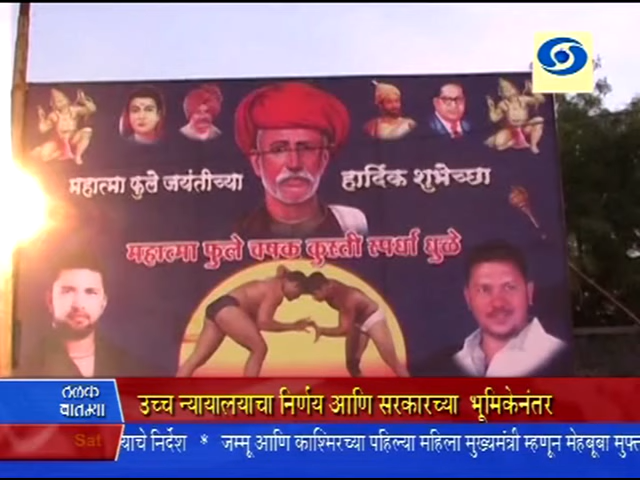 महात्मा फुले जयंतीच्या हार्दिक शुभेच्छा
महात्मा फुले चषक कुस्ती स्पर्धा धुळे
ठळक
बातम्या
उच्च न्यायालयाचा निर्णय आणि सरकारच्या भूमिकेनंतर
Sat
याचे निर्देश * जम्मू आणि काश्मिरच्या पहिल्या महिला मुख्यमंत्री म्हणून मेहबूबा मुफ्त